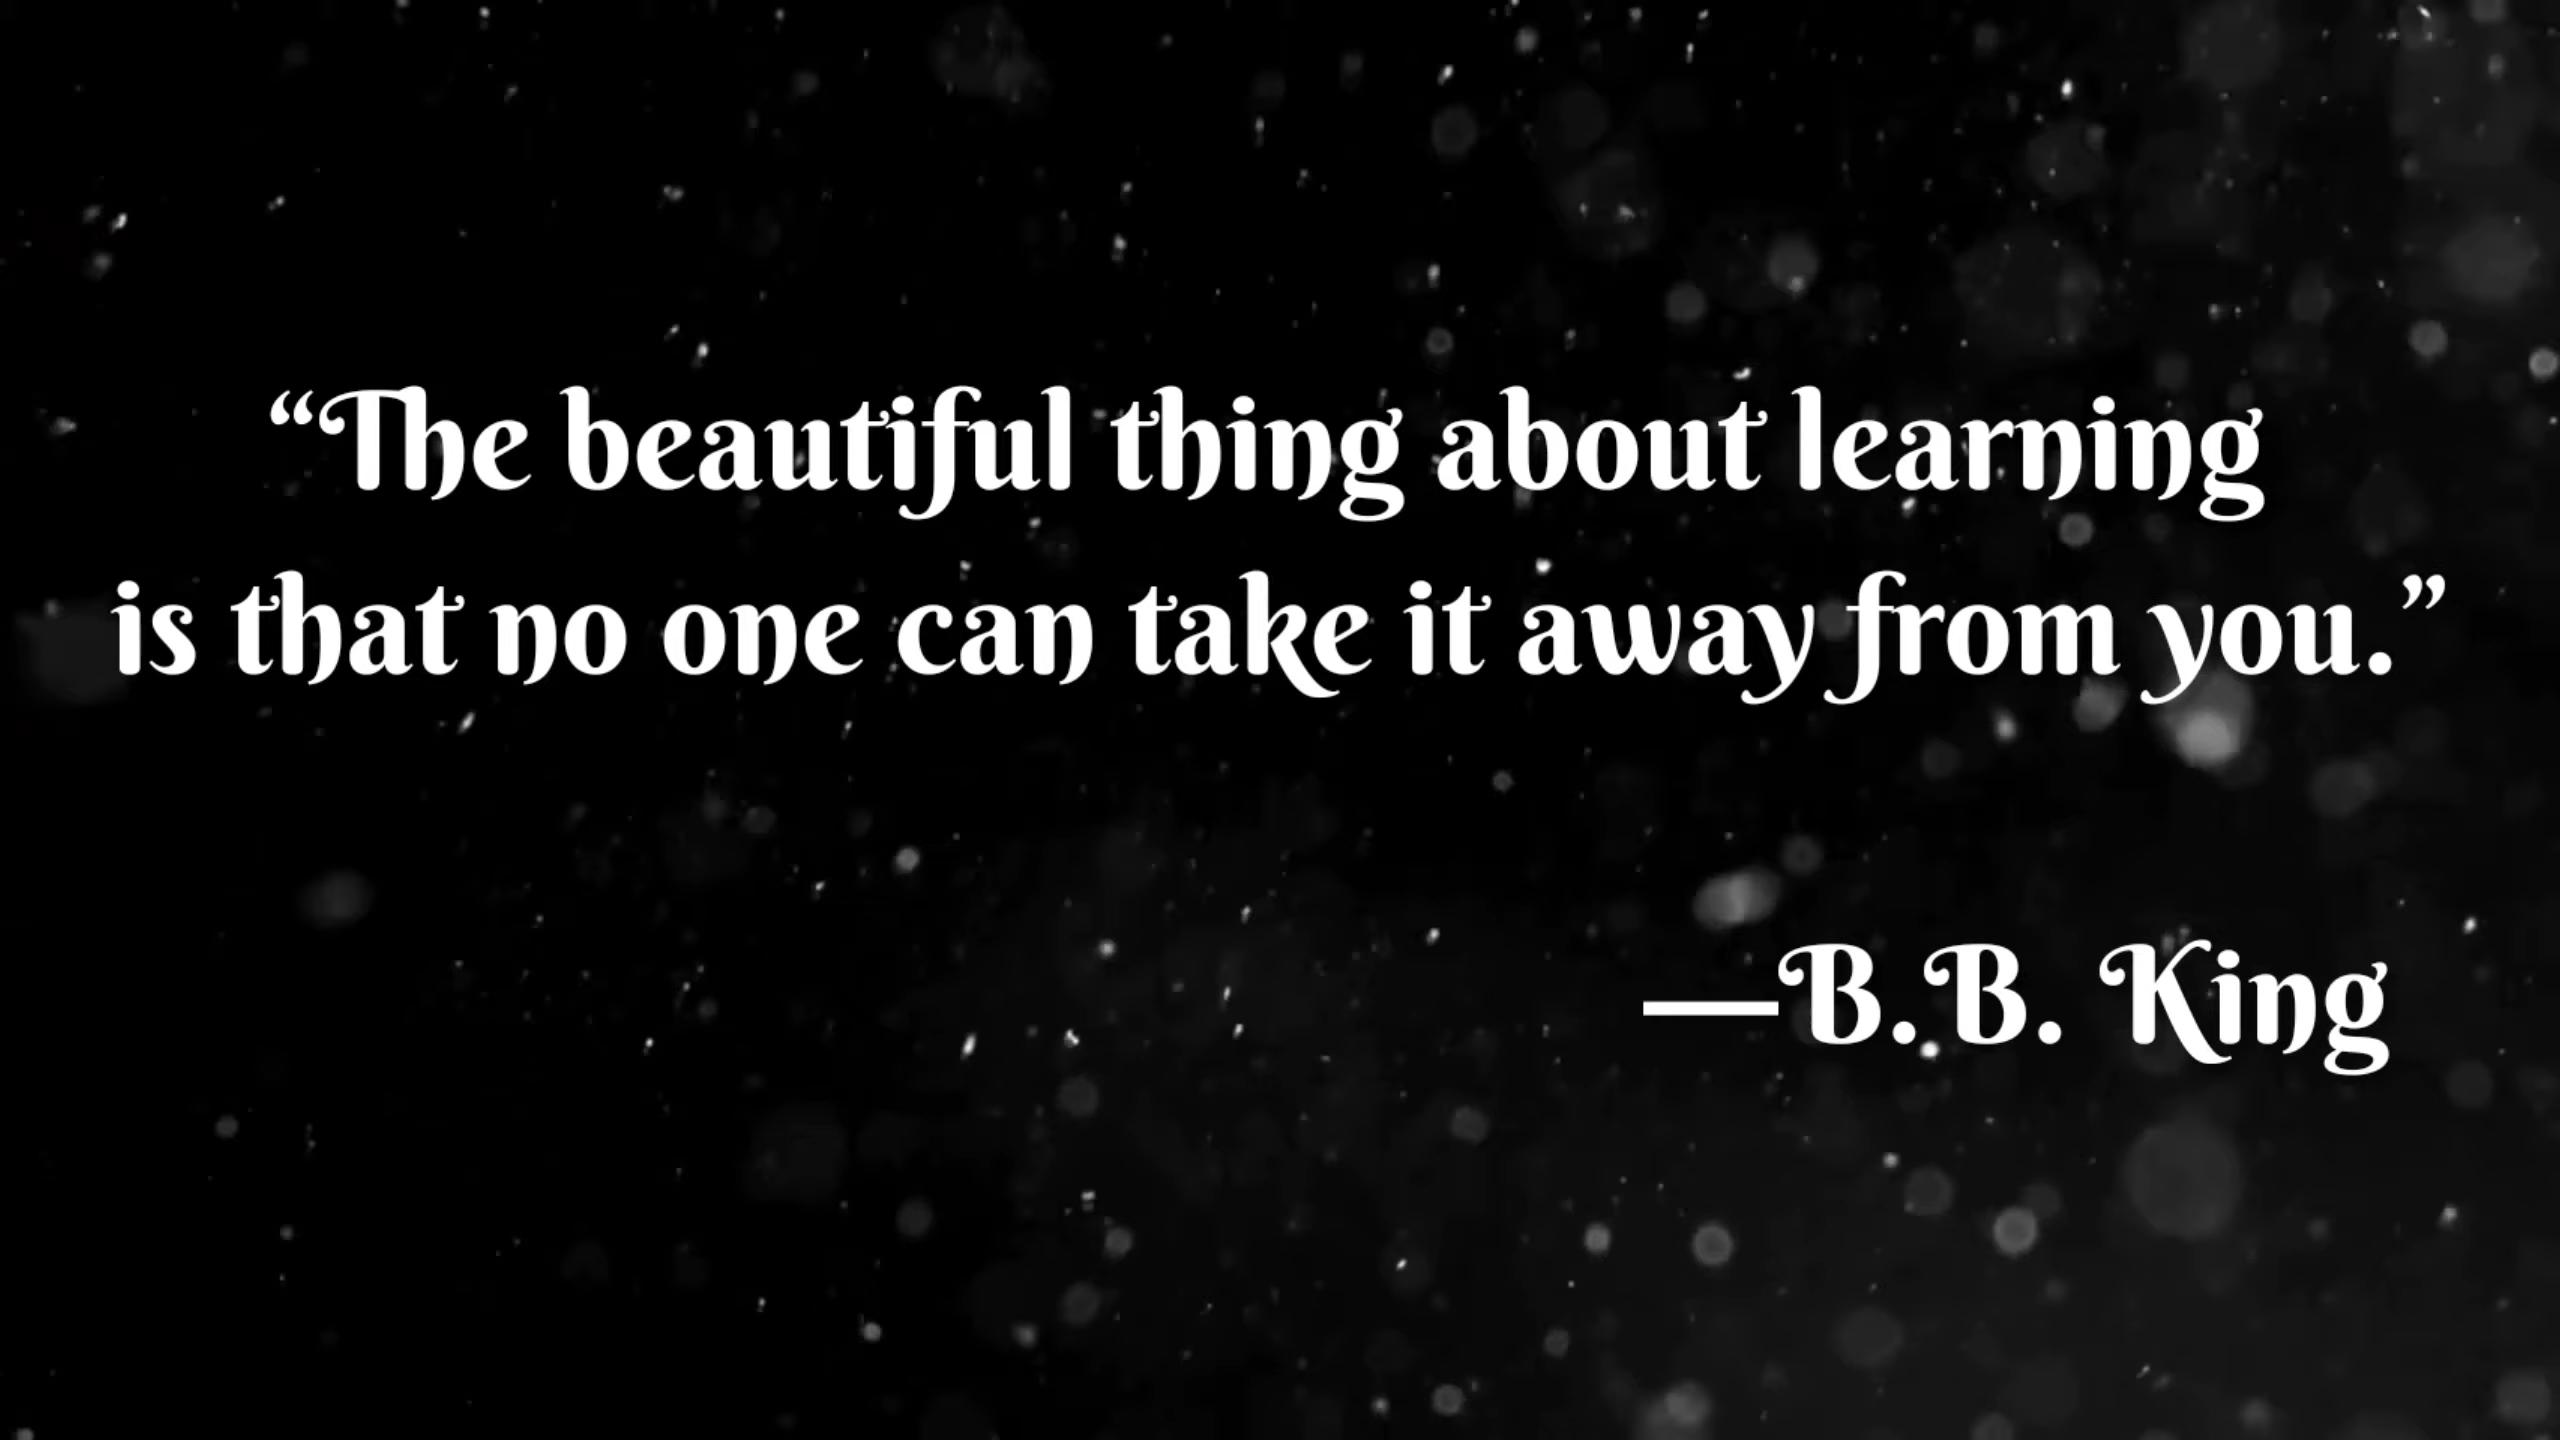 “The beautiful thing about learning
is that no one can take it away from you.”
—B.B. King